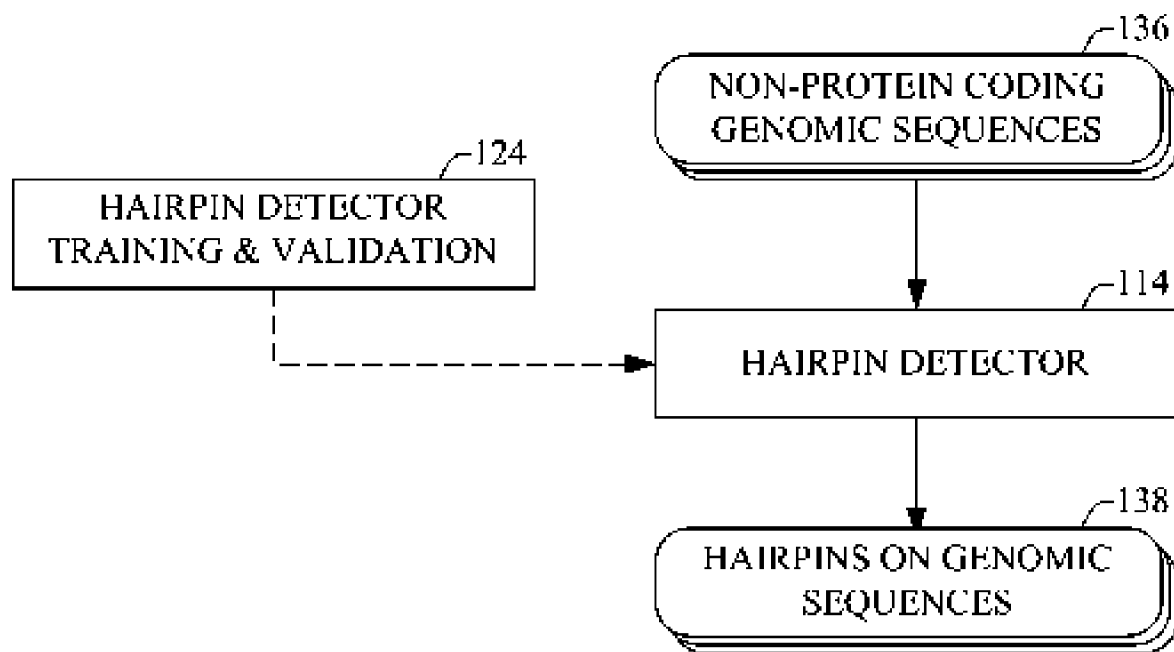 136
NON-PROTEIN CODING
GENOMIC SEQUENCES
124
HAIRPIN DETECTOR
TRAINING & VALIDATION
114
HAIRPIN DETECTOR
138
HAIRPINS ON GENOMIC
SEQUENCES